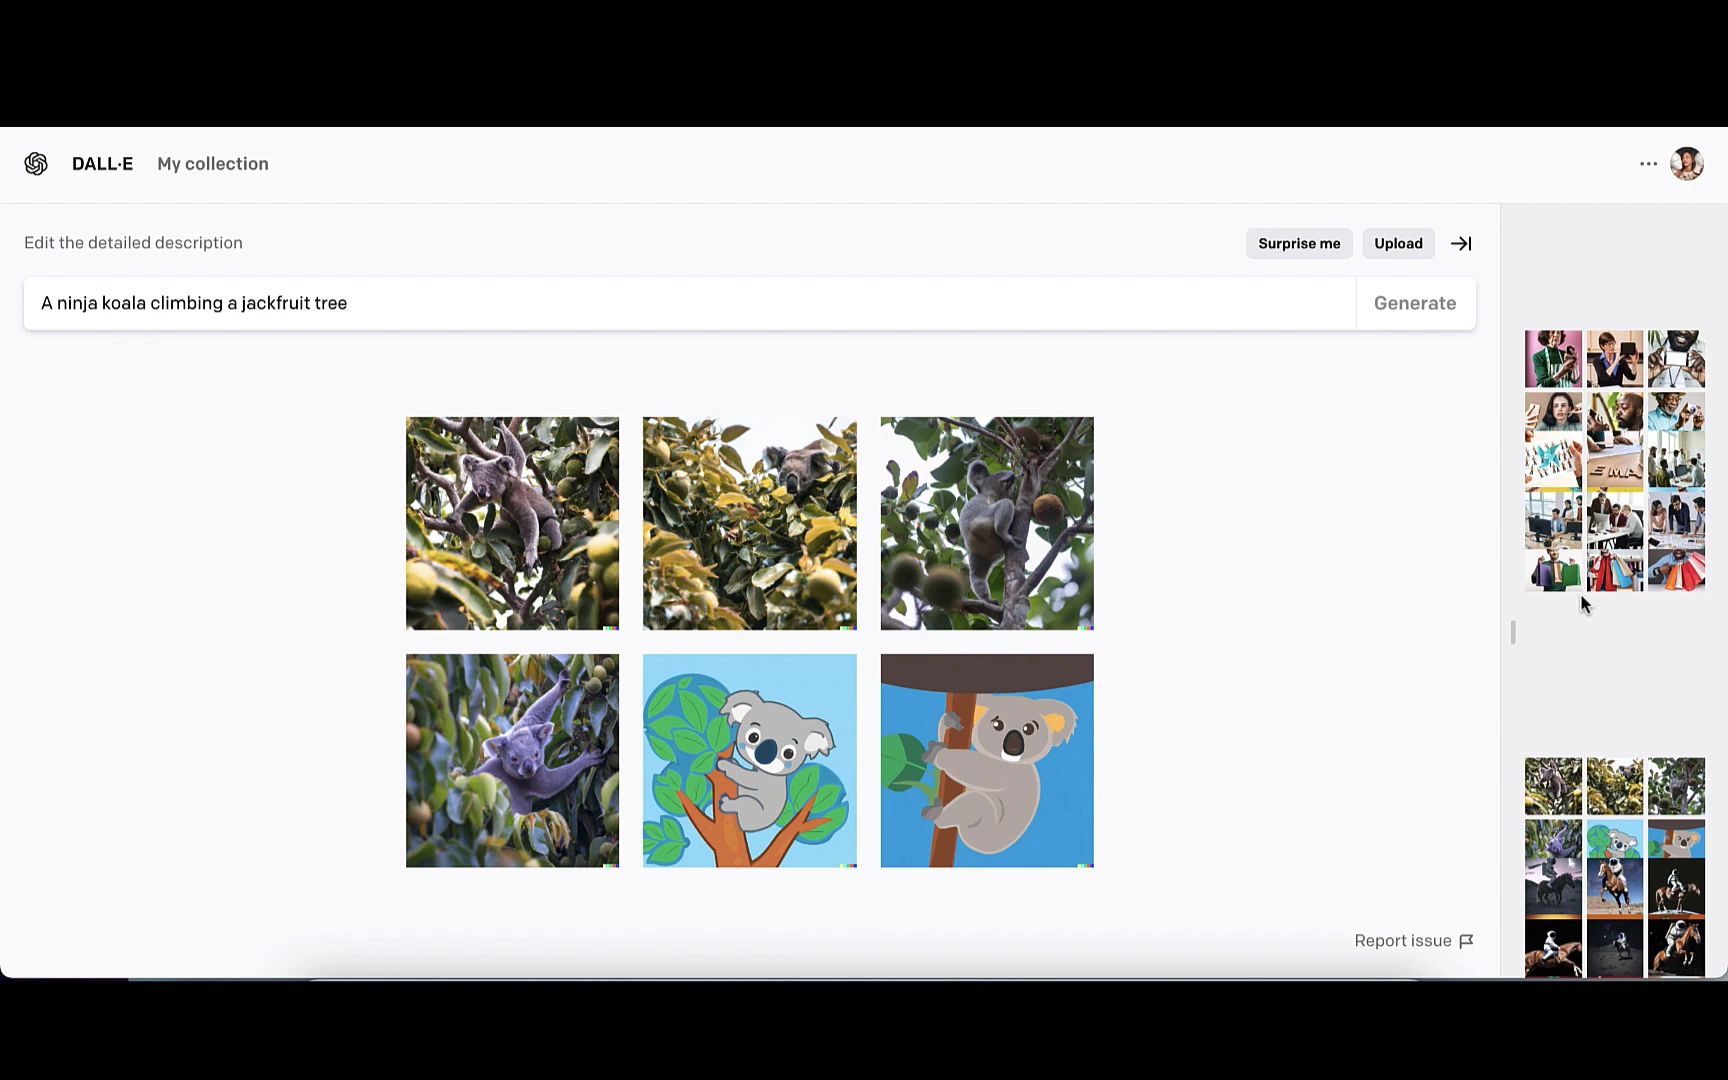 DALL·E My collection
Edit the detailed description
Surprise me Upload
A ninja koala climbing a jackfruit tree Generate
Report issue